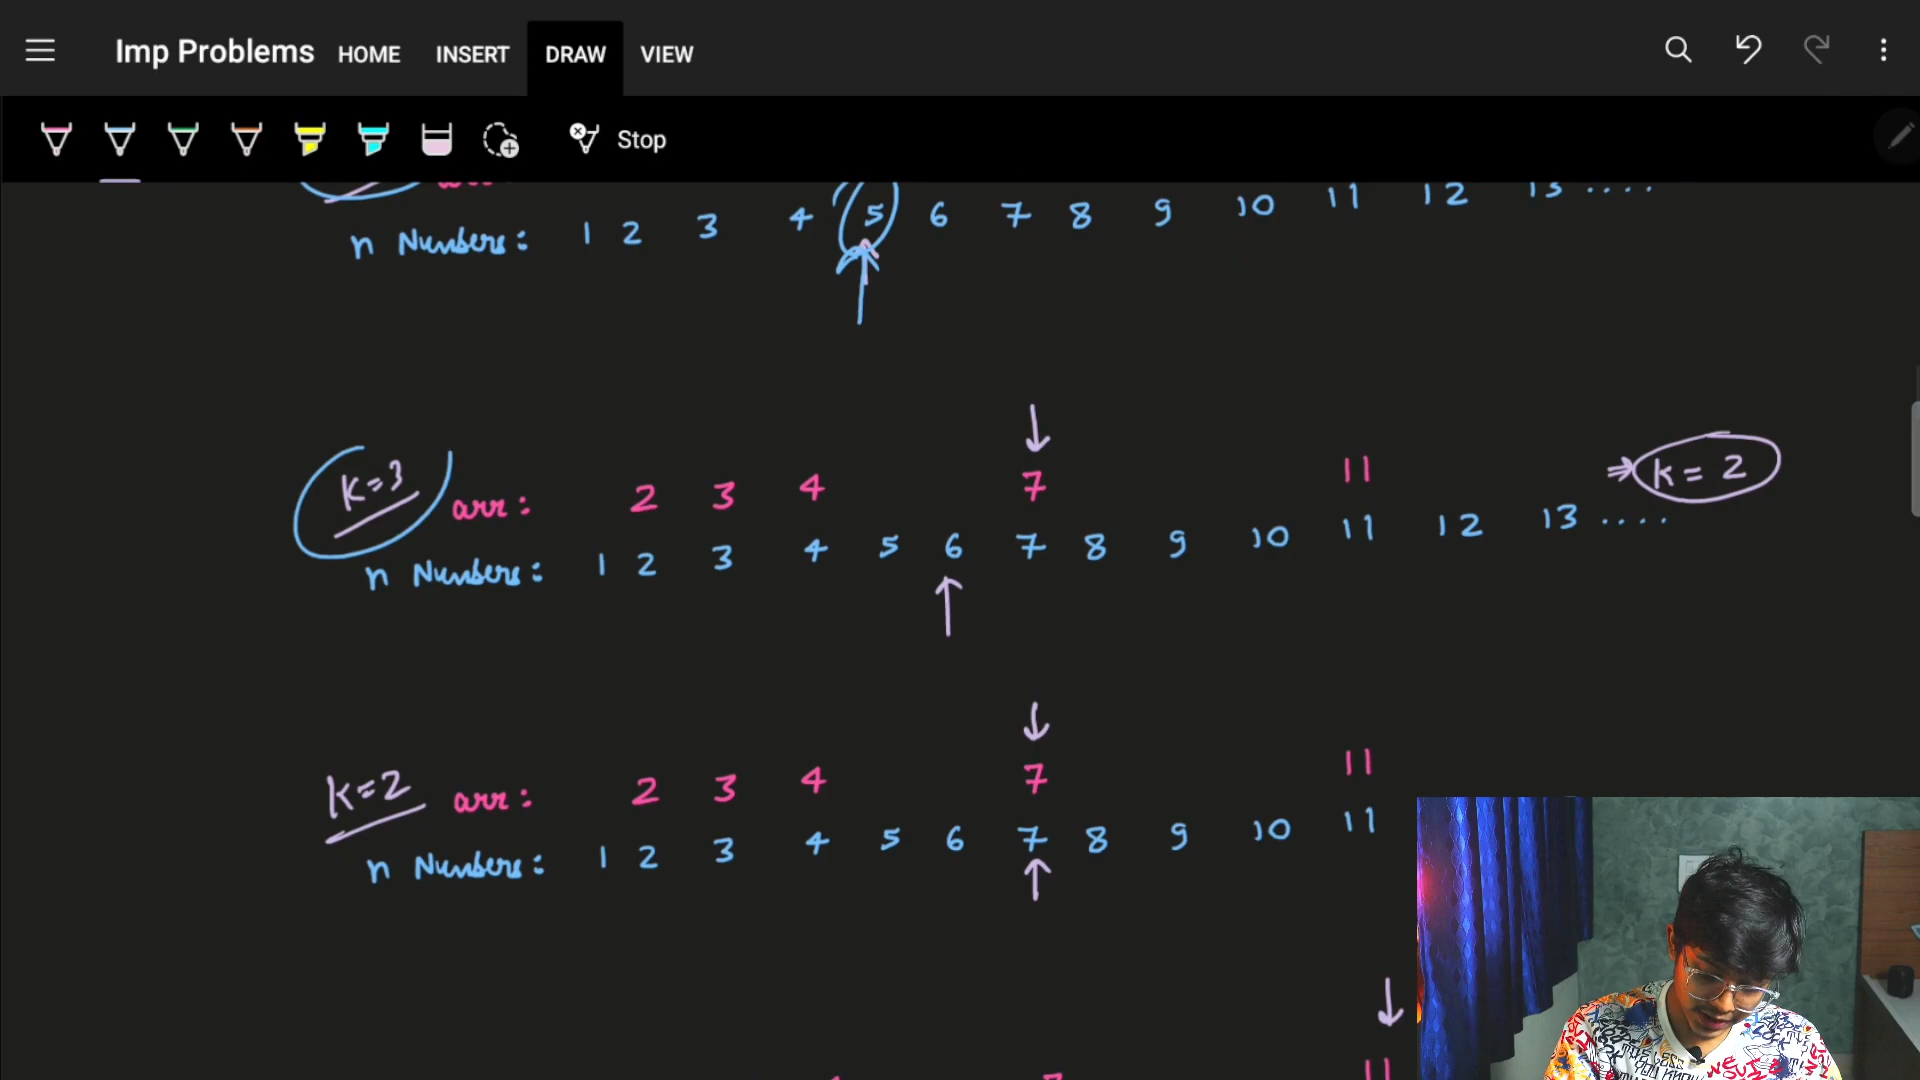 Imp Problems HOME INSERT DRAW VIEW
Stop
n Numbers: 1 2 3 4 5 6 7 8 9 10 11 12 13 ....
K=3 arr: 2 3 4 7 11 ⇒ K = 2
n Numbers: 1 2 3 4 5 6 7 8 9 10 11 12 13 ....
K=2 arr: 2 3 4 7 11
n Numbers: 1 2 3 4 5 6 7 8 9 10 11